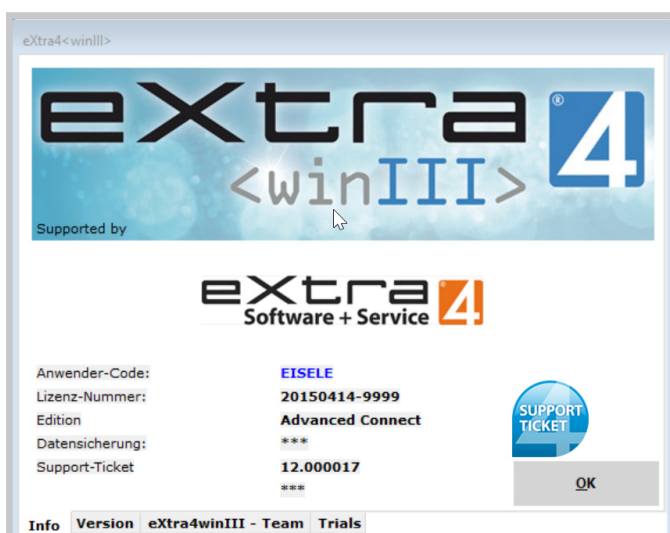 eXtra4<winIII>
eXtra 4 ®
<winIII>
Supported by
eXtra 4
Software + Service
Anwender-Code: EISELE
Lizenz-Nummer: 20150414-9999
Edition Advanced Connect
Datensicherung: ***
Support-Ticket 12.000017
***
SUPPORT
TICKET
4
OK
Info Version eXtra4winIII - Team Trials